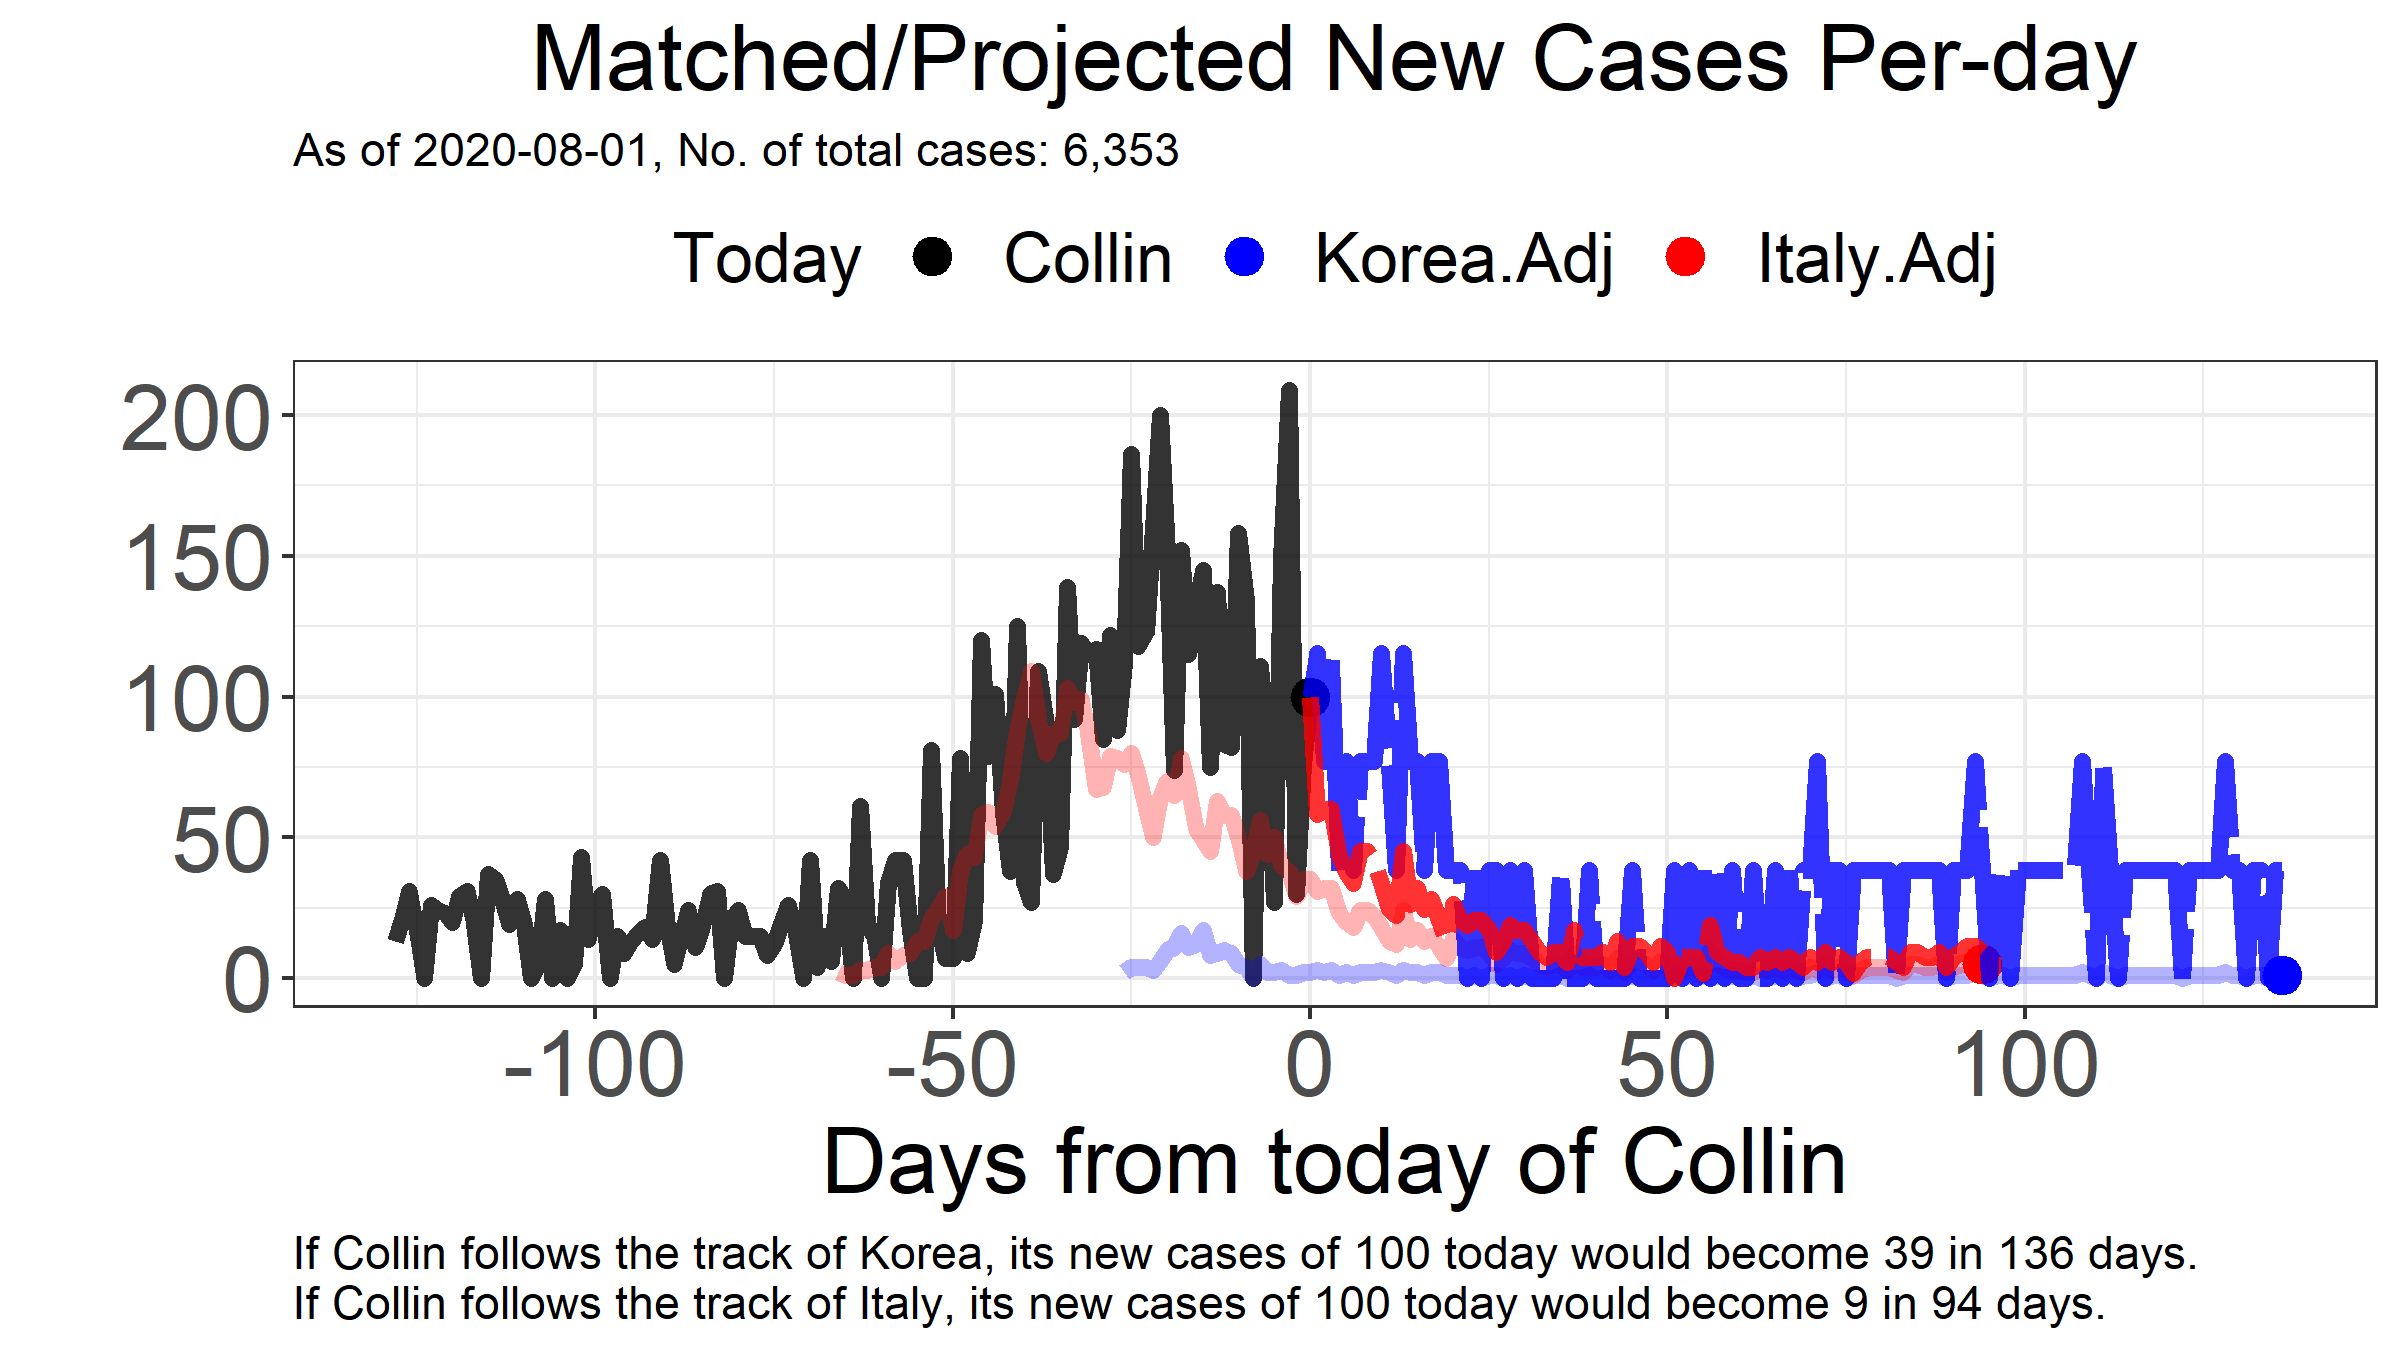 Matched/Projected New Cases Per-day
As of 2020-08-01, No. of total cases: 6,353
Today Collin Korea.Adj Italy.Adj
200
150
100
50
0
-100 -50 0 50 100
Days from today of Collin
If Collin follows the track of Korea, its new cases of 100 today would become 39 in 136 days.
If Collin follows the track of Italy, its new cases of 100 today would become 9 in 94 days.